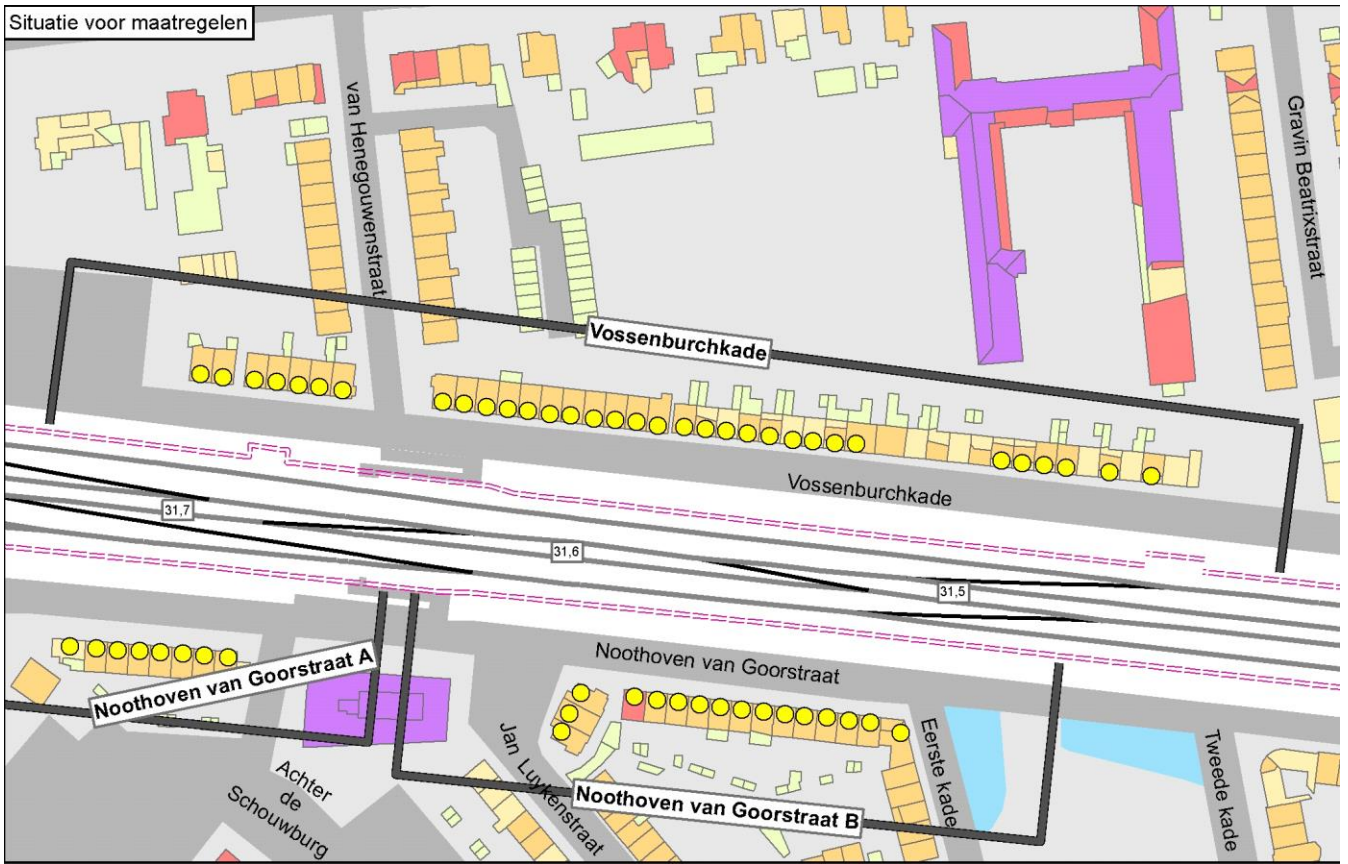 Situatie voor maatregelen
van Henegouwenstraat
Gravin Beatrixstraat
Vossenburchkade
Vossenburchkade
31,7
31,6
31,5
Noothoven van Goorstraat A
Noothoven van Goorstraat
Jan Luykenstraat
Eerste kade
Tweede kade
Achter
de
Schouwburg
Noothoven van Goorstraat B